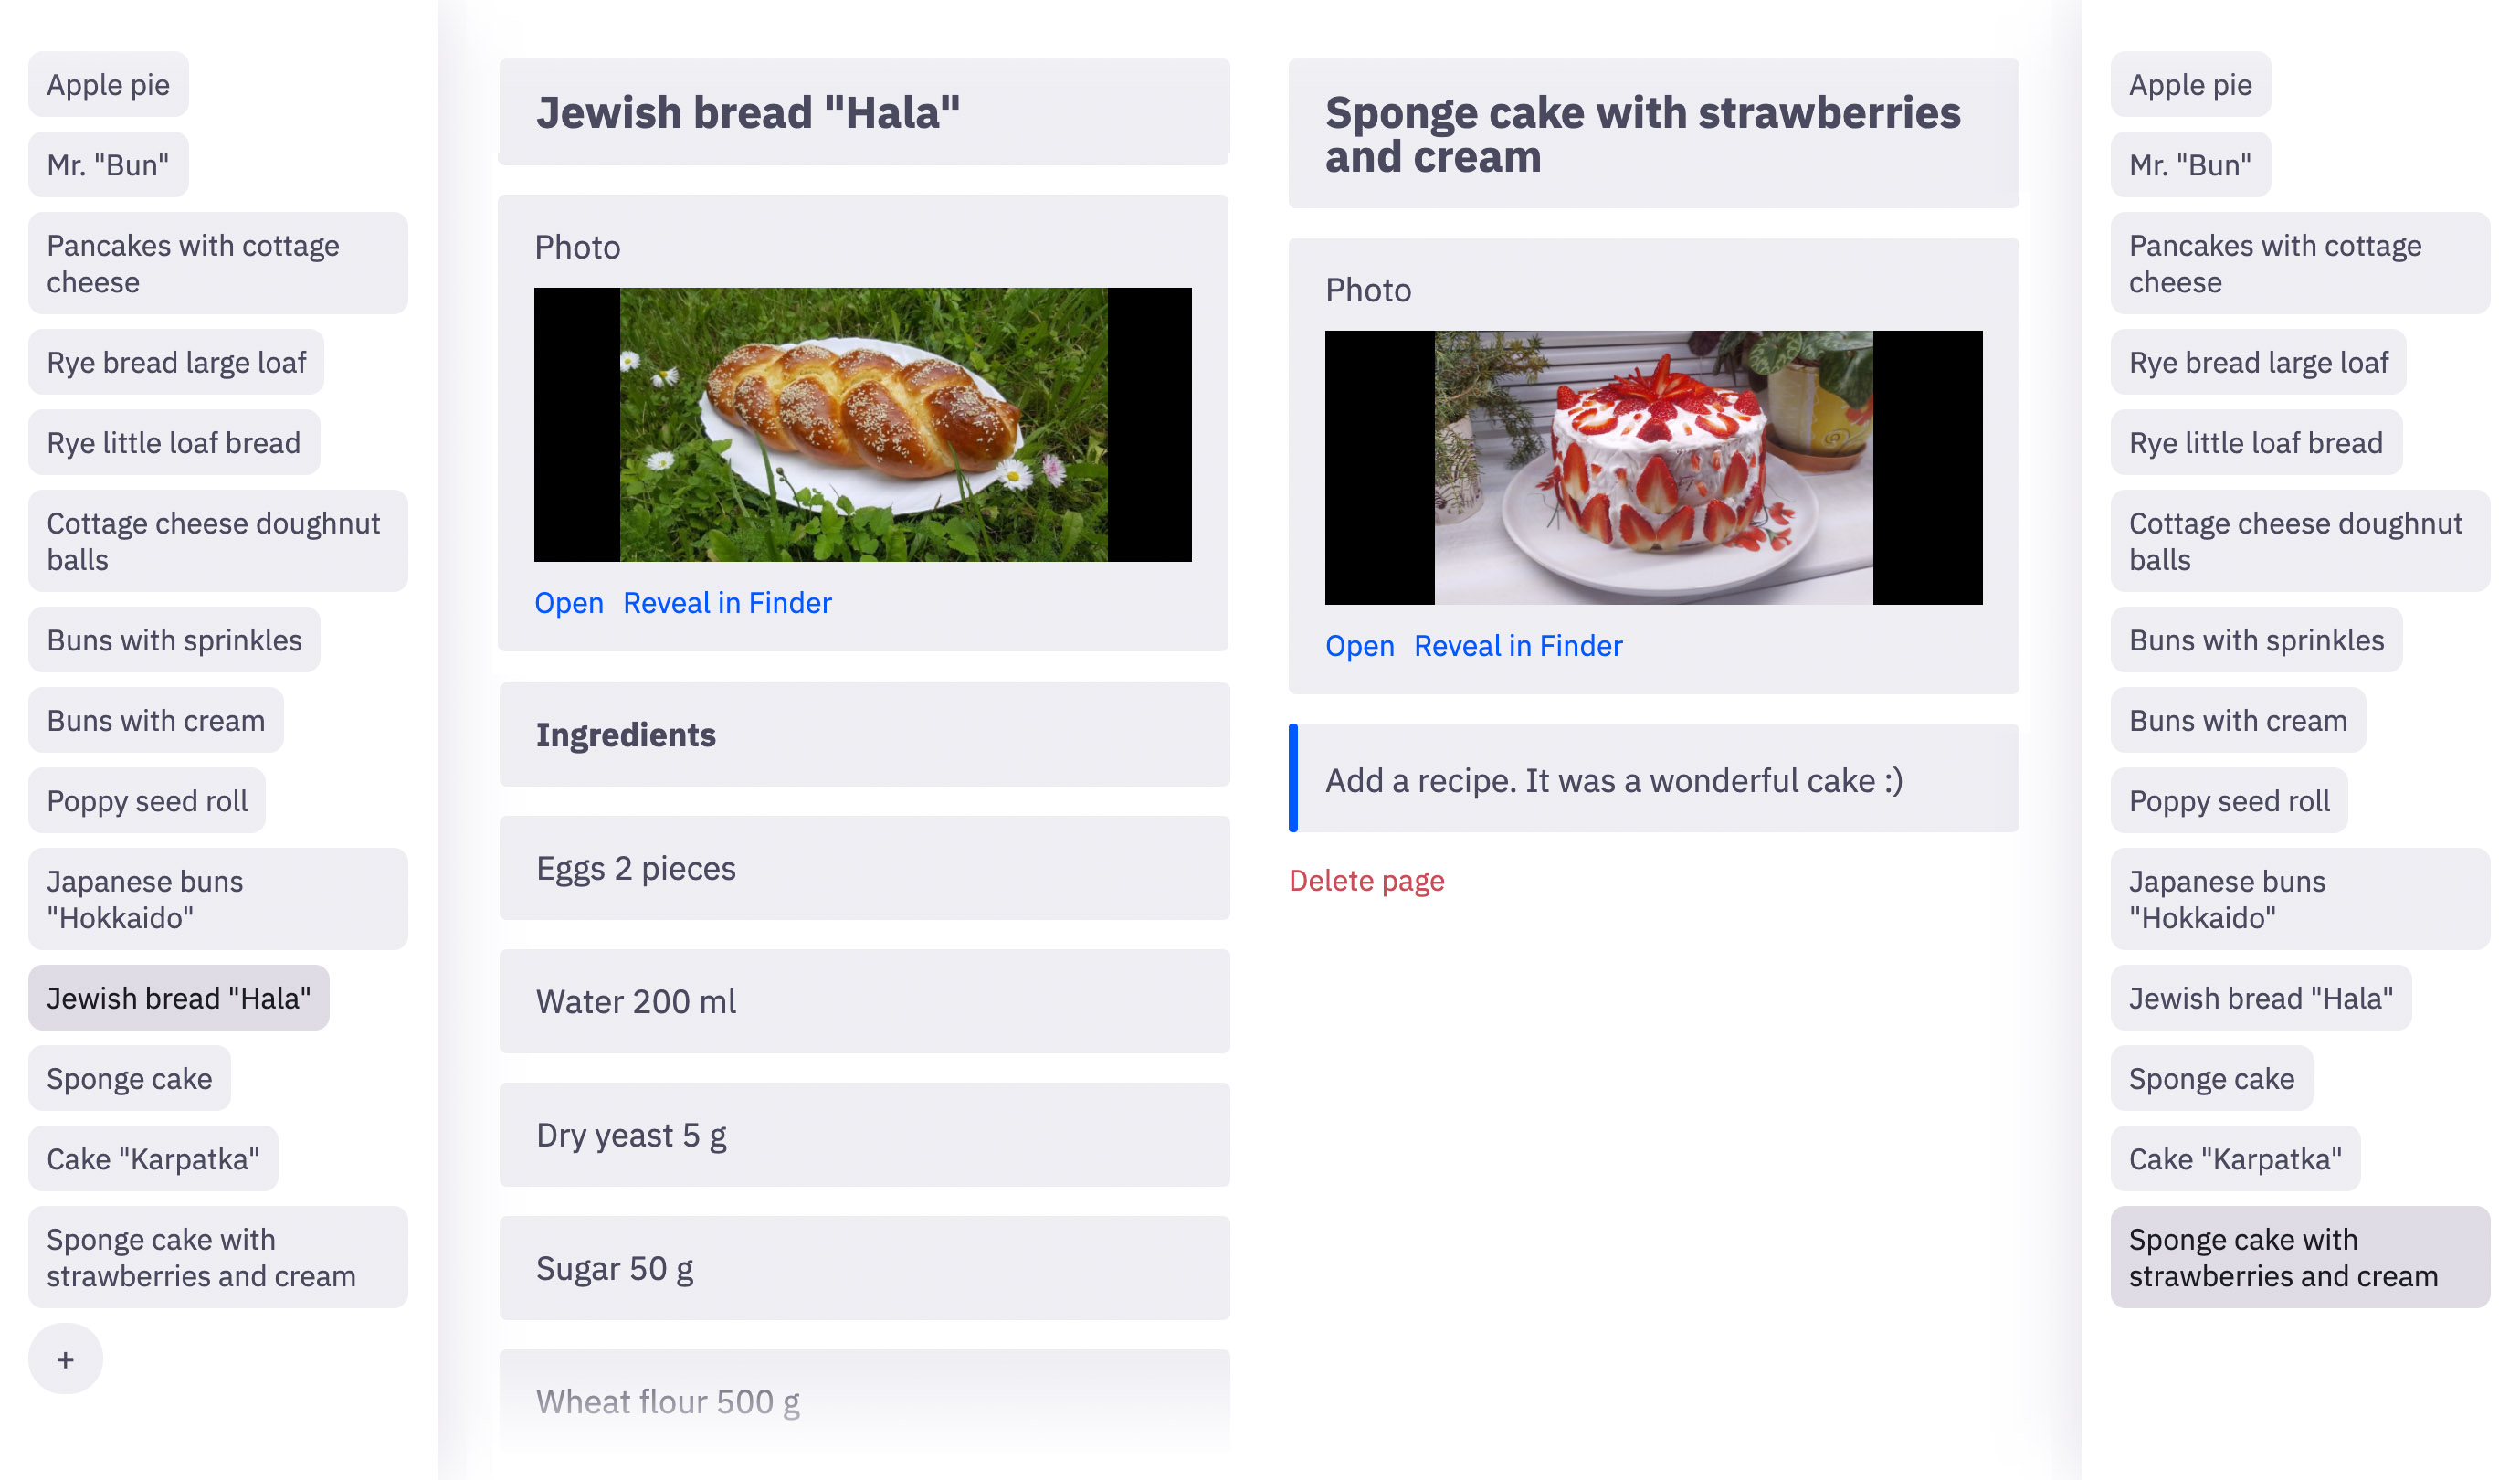 Apple pie
Mr. "Bun"
Pancakes with cottage
cheese
Rye bread large loaf
Rye little loaf bread
Cottage cheese doughnut
balls
Buns with sprinkles
Buns with cream
Poppy seed roll
Japanese buns
"Hokkaido"
Jewish bread "Hala"
Sponge cake
Cake "Karpatka"
Sponge cake with
strawberries and cream
+
Jewish bread "Hala"
Photo
Open Reveal in Finder
Ingredients
Eggs 2 pieces
Water 200 ml
Dry yeast 5 g
Sugar 50 g
Wheat flour 500 g
Sponge cake with strawberries
and cream
Photo
Open Reveal in Finder
Add a recipe. It was a wonderful cake :)
Delete page
Apple pie
Mr. "Bun"
Pancakes with cottage
cheese
Rye bread large loaf
Rye little loaf bread
Cottage cheese doughnut
balls
Buns with sprinkles
Buns with cream
Poppy seed roll
Japanese buns
"Hokkaido"
Jewish bread "Hala"
Sponge cake
Cake "Karpatka"
Sponge cake with
strawberries and cream